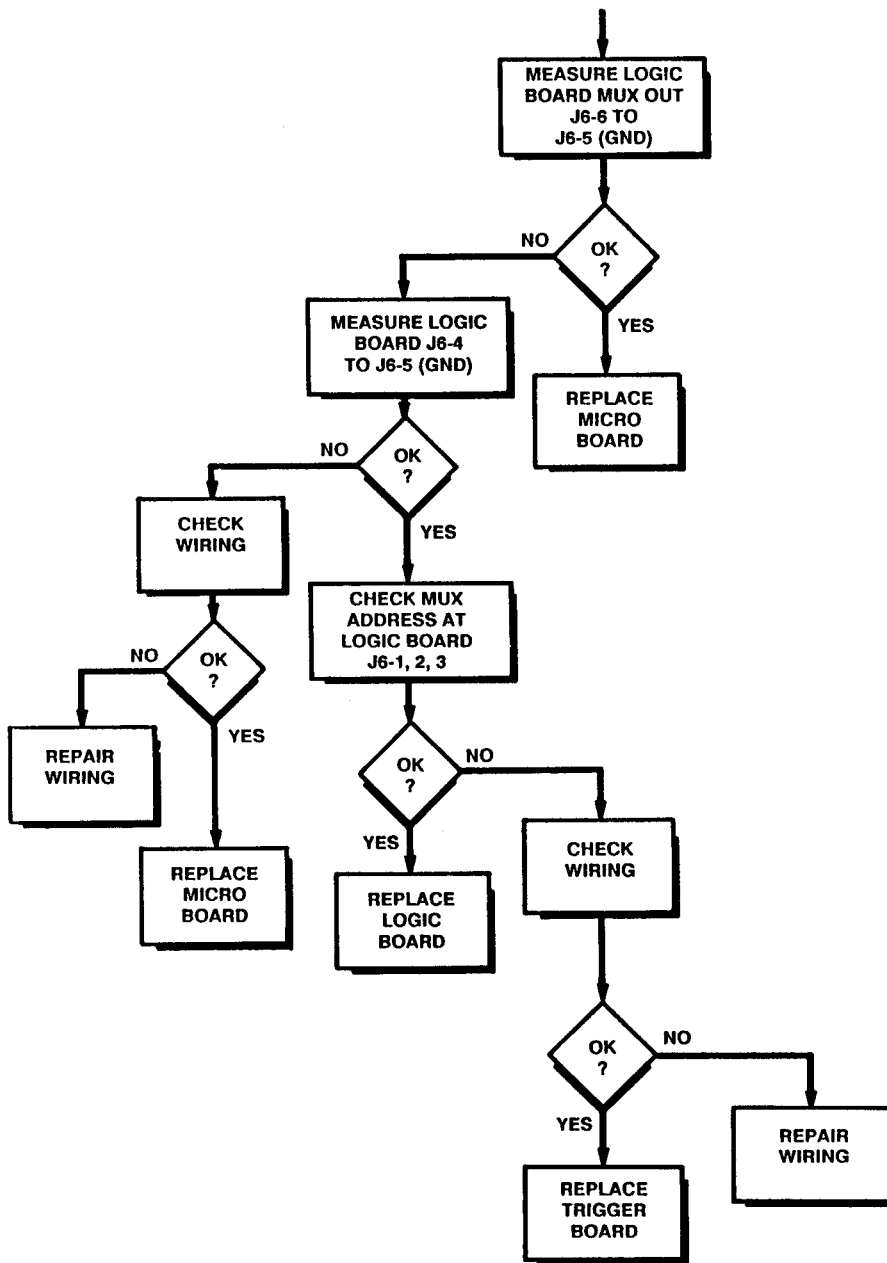 MEASURE LOGIC
BOARD MUX OUT
J6-6 TO
J6-5 (GND)
OK
?
NO
YES
MEASURE LOGIC
BOARD J6-4
TO J6-5 (GND)
REPLACE
MICRO
BOARD
OK
?
NO
YES
CHECK
WIRING
CHECK MUX
ADDRESS AT
LOGIC BOARD
J6-1, 2, 3
OK
?
NO
YES
REPAIR
WIRING
REPLACE
MICRO
BOARD
OK
?
NO
YES
REPLACE
LOGIC
BOARD
CHECK
WIRING
OK
?
NO
YES
REPLACE
TRIGGER
BOARD
REPAIR
WIRING